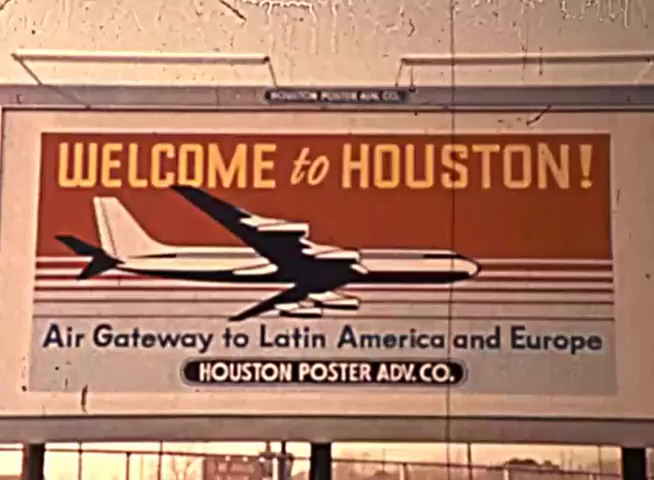 HOUSTON POSTER ADV. CO.
WELCOME to HOUSTON!
Air Gateway to Latin America and Europe
HOUSTON POSTER ADV. CO.